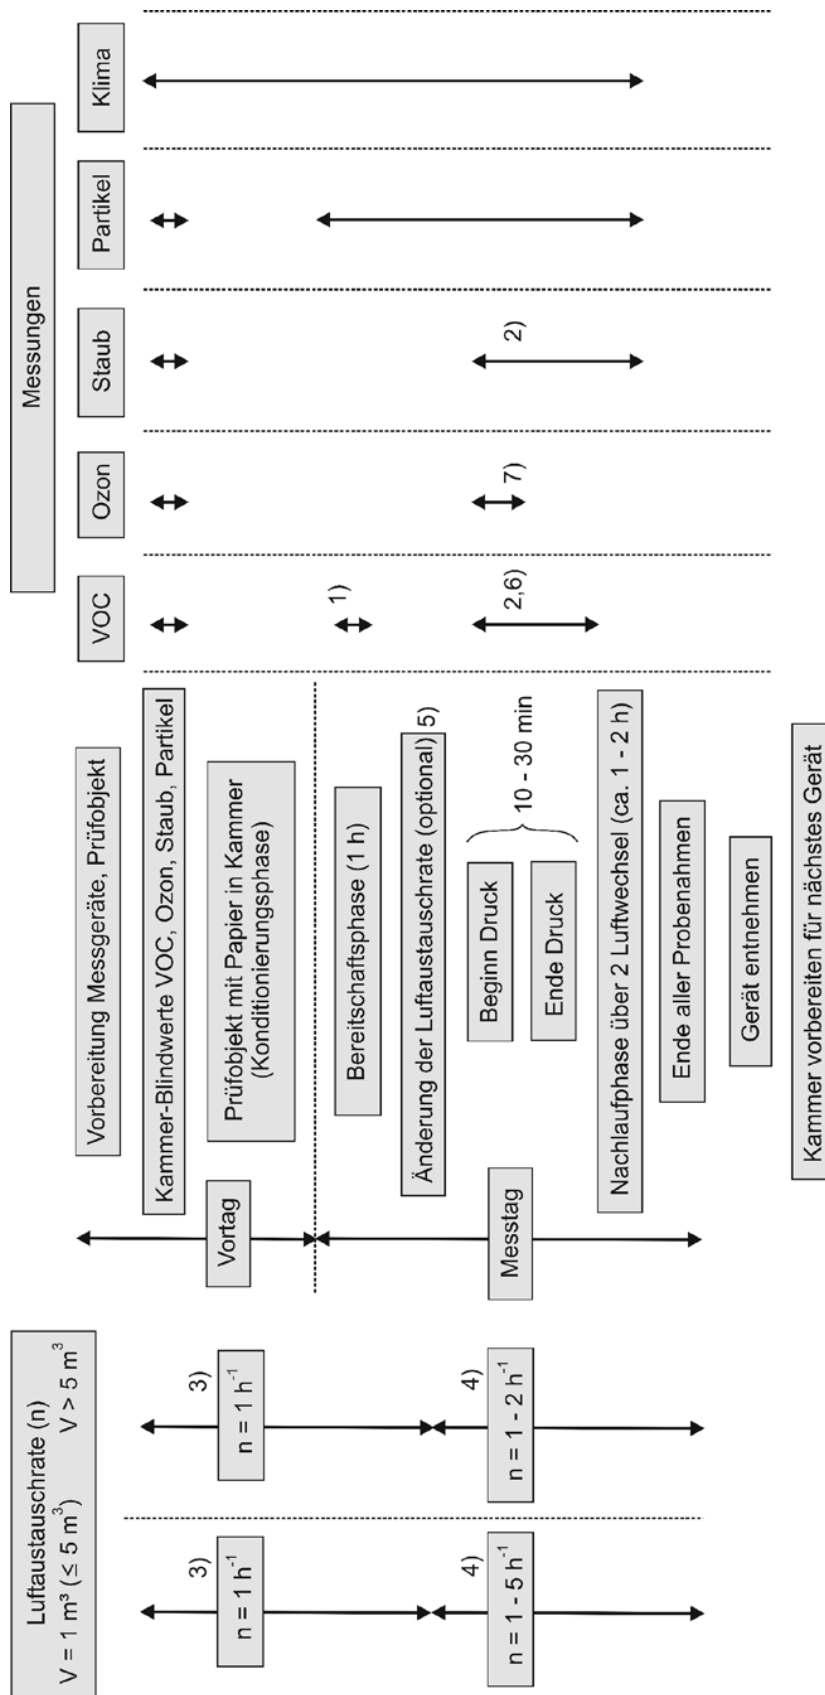 Luftaustauschrate (n)
V = 1 m³ (≤ 5 m³) V > 5 m³
3)
n = 1 h⁻¹
4)
n = 1 - 5 h⁻¹
3)
n = 1 h⁻¹
4)
n = 1 - 2 h⁻¹
Vortag
Messtag
Vorbereitung Messgeräte, Prüfobjekt
Kammer-Blindwerte VOC, Ozon, Staub, Partikel
Prüfobjekt mit Papier in Kammer
(Konditionierungsphase)
Bereitschaftsphase (1 h)
Änderung der Luftaustauschrate (optional) 5)
Beginn Druck
Ende Druck
10 - 30 min
Nachlaufphase über 2 Luftwechsel (ca. 1 - 2 h)
Ende aller Probenahmen
Gerät entnehmen
Kammer vorbereiten für nächstes Gerät
Messungen
VOC
Ozon
Staub
Partikel
Klima
1)
2,6)
7)
2)